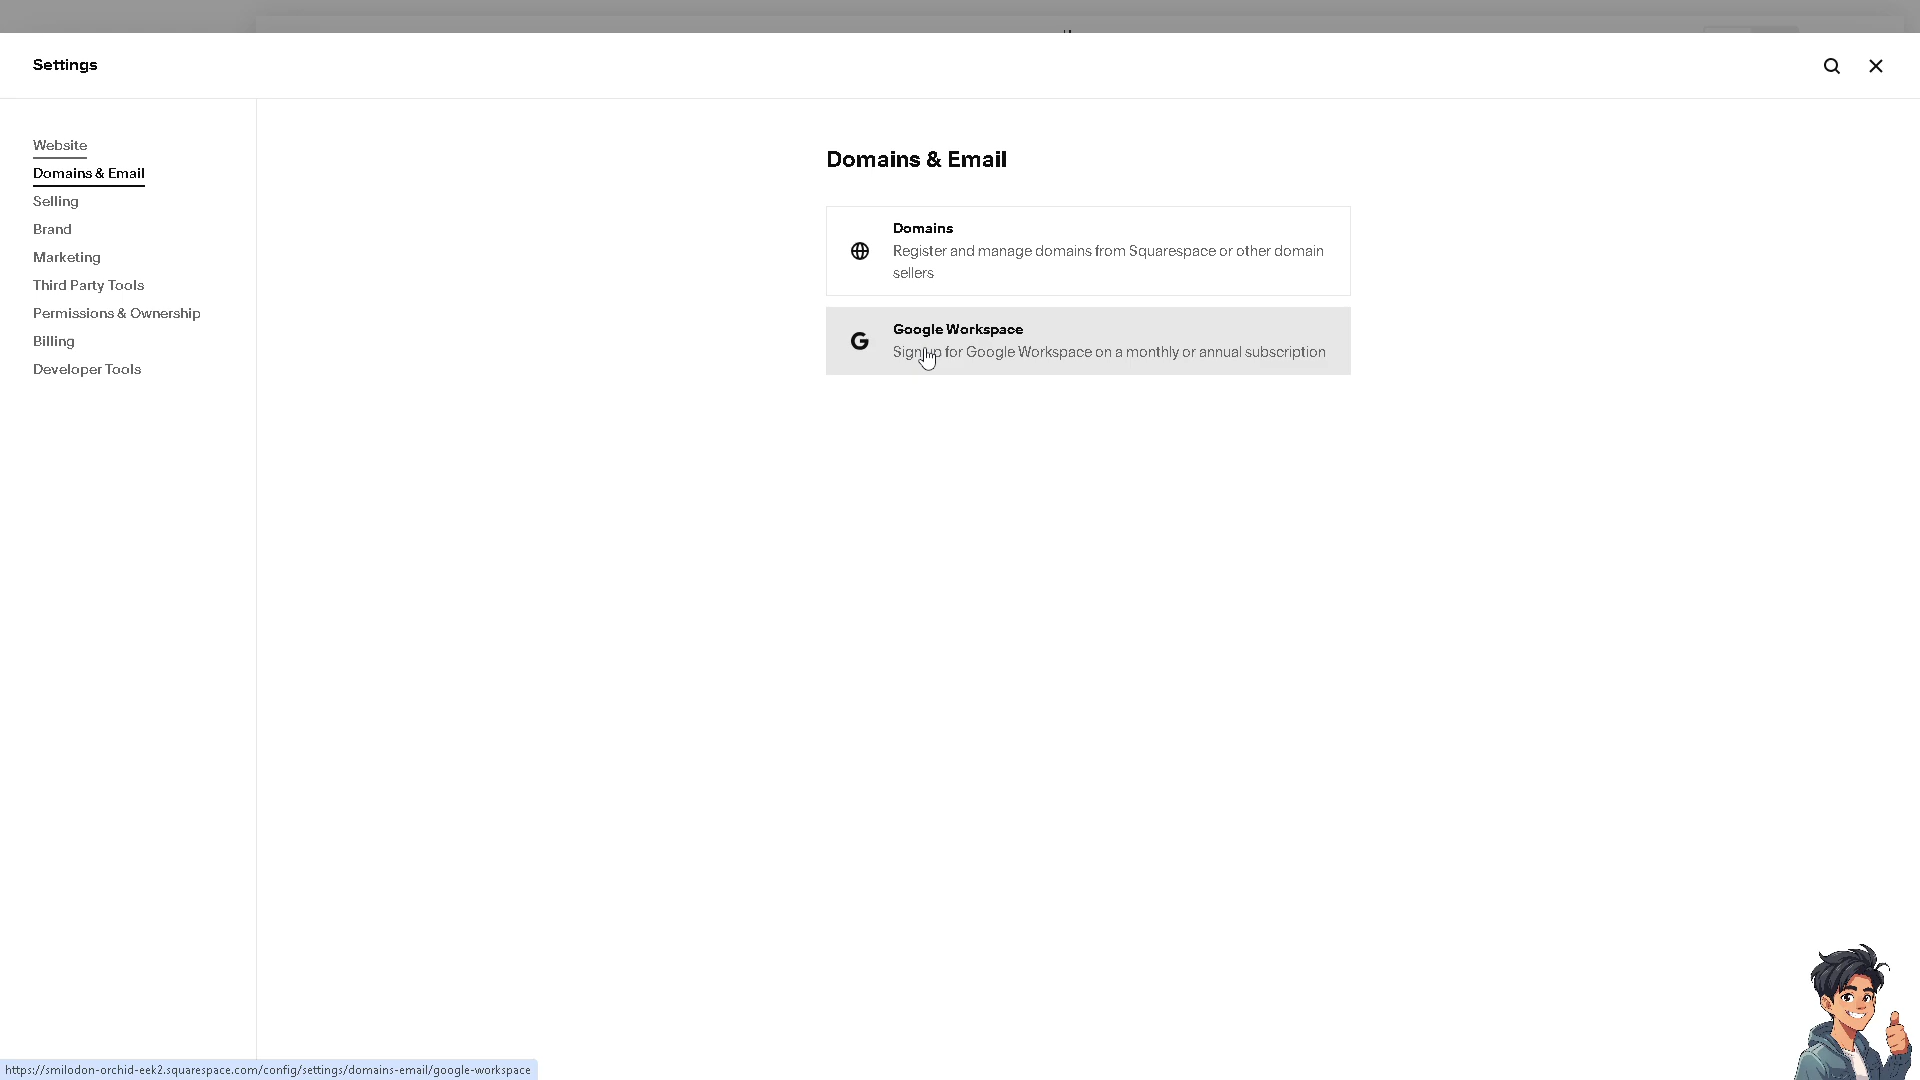 Settings
Website
Domains & Email
Selling
Brand
Marketing
Third Party Tools
Permissions & Ownership
Billing
Developer Tools
Domains & Email
Domains
Register and manage domains from Squarespace or other domain
sellers
Google Workspace
Sign up for Google Workspace on a monthly or annual subscription
https://smilodon-orchid-eek2.squarespace.com/config/settings/domains-email/google-workspace